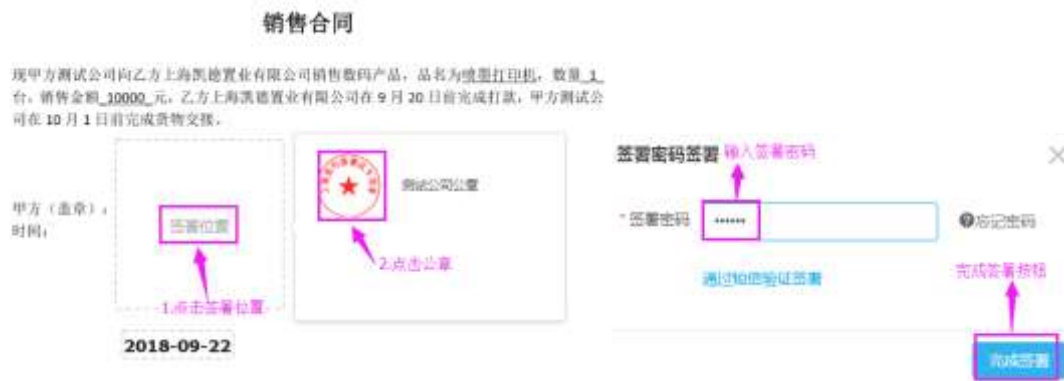 销售合同
现甲方测试公司向乙方上海凯德置业有限公司销售数码产品，品名为喷墨打印机，数量_1_
台，销售金额_10000_元，乙方上海凯德置业有限公司在9月20日前完成打款，甲方测试公
司在10月1日前完成货物交接。
甲方（盖章）：
时间：
签署位置
1.点击签署位置
2018-09-22
测试公司公章
2.点击公章
签署密码签署 输入签署密码
* 签署密码 •••••• 忘记密码
通过短信验证签署
完成签署按钮
完成签署